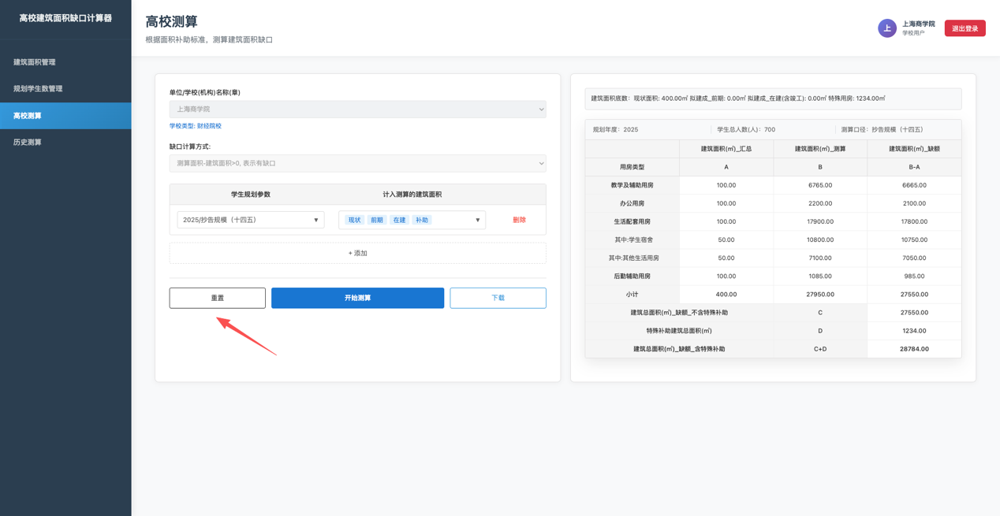 高校建筑面积缺口计算器
建筑面积管理
规划学生数管理
高校测算
历史测算
高校测算
根据面积补助标准，测算建筑面积缺口
上
上海商学院
学校用户
退出登录
单位/学校(机构)名称(章)
上海商学院
学校类型: 财经院校
缺口计算方式:
测算面积-建筑面积>0, 表示有缺口
学生规划参数 计入测算的建筑面积
2025/抄告规模（十四五） ▼ 现状 前期 在建 补助 ▼ 删除
+ 添加
重置 开始测算 下载
建筑面积底数：现状面积: 400.00㎡ 拟建成_前期: 0.00㎡ 拟建成_在建(含竣工): 0.00㎡ 特殊用房: 1234.00㎡
规划年度：2025 学生总人数(人)：700 测算口径：抄告规模（十四五）
建筑面积(㎡)_汇总 建筑面积(㎡)_测算 建筑面积(㎡)_缺额
用房类型 A B B-A
教学及辅助用房 100.00 6765.00 6665.00
办公用房 100.00 2200.00 2100.00
生活配套用房 100.00 17900.00 17800.00
其中:学生宿舍 50.00 10800.00 10750.00
其中:其他生活用房 50.00 7100.00 7050.00
后勤辅助用房 100.00 1085.00 985.00
小计 400.00 27950.00 27550.00
建筑总面积(㎡)_缺额_不含特殊补助 C 27550.00
特殊补助建筑总面积(㎡) D 1234.00
建筑总面积(㎡)_缺额_含特殊补助 C+D 28784.00